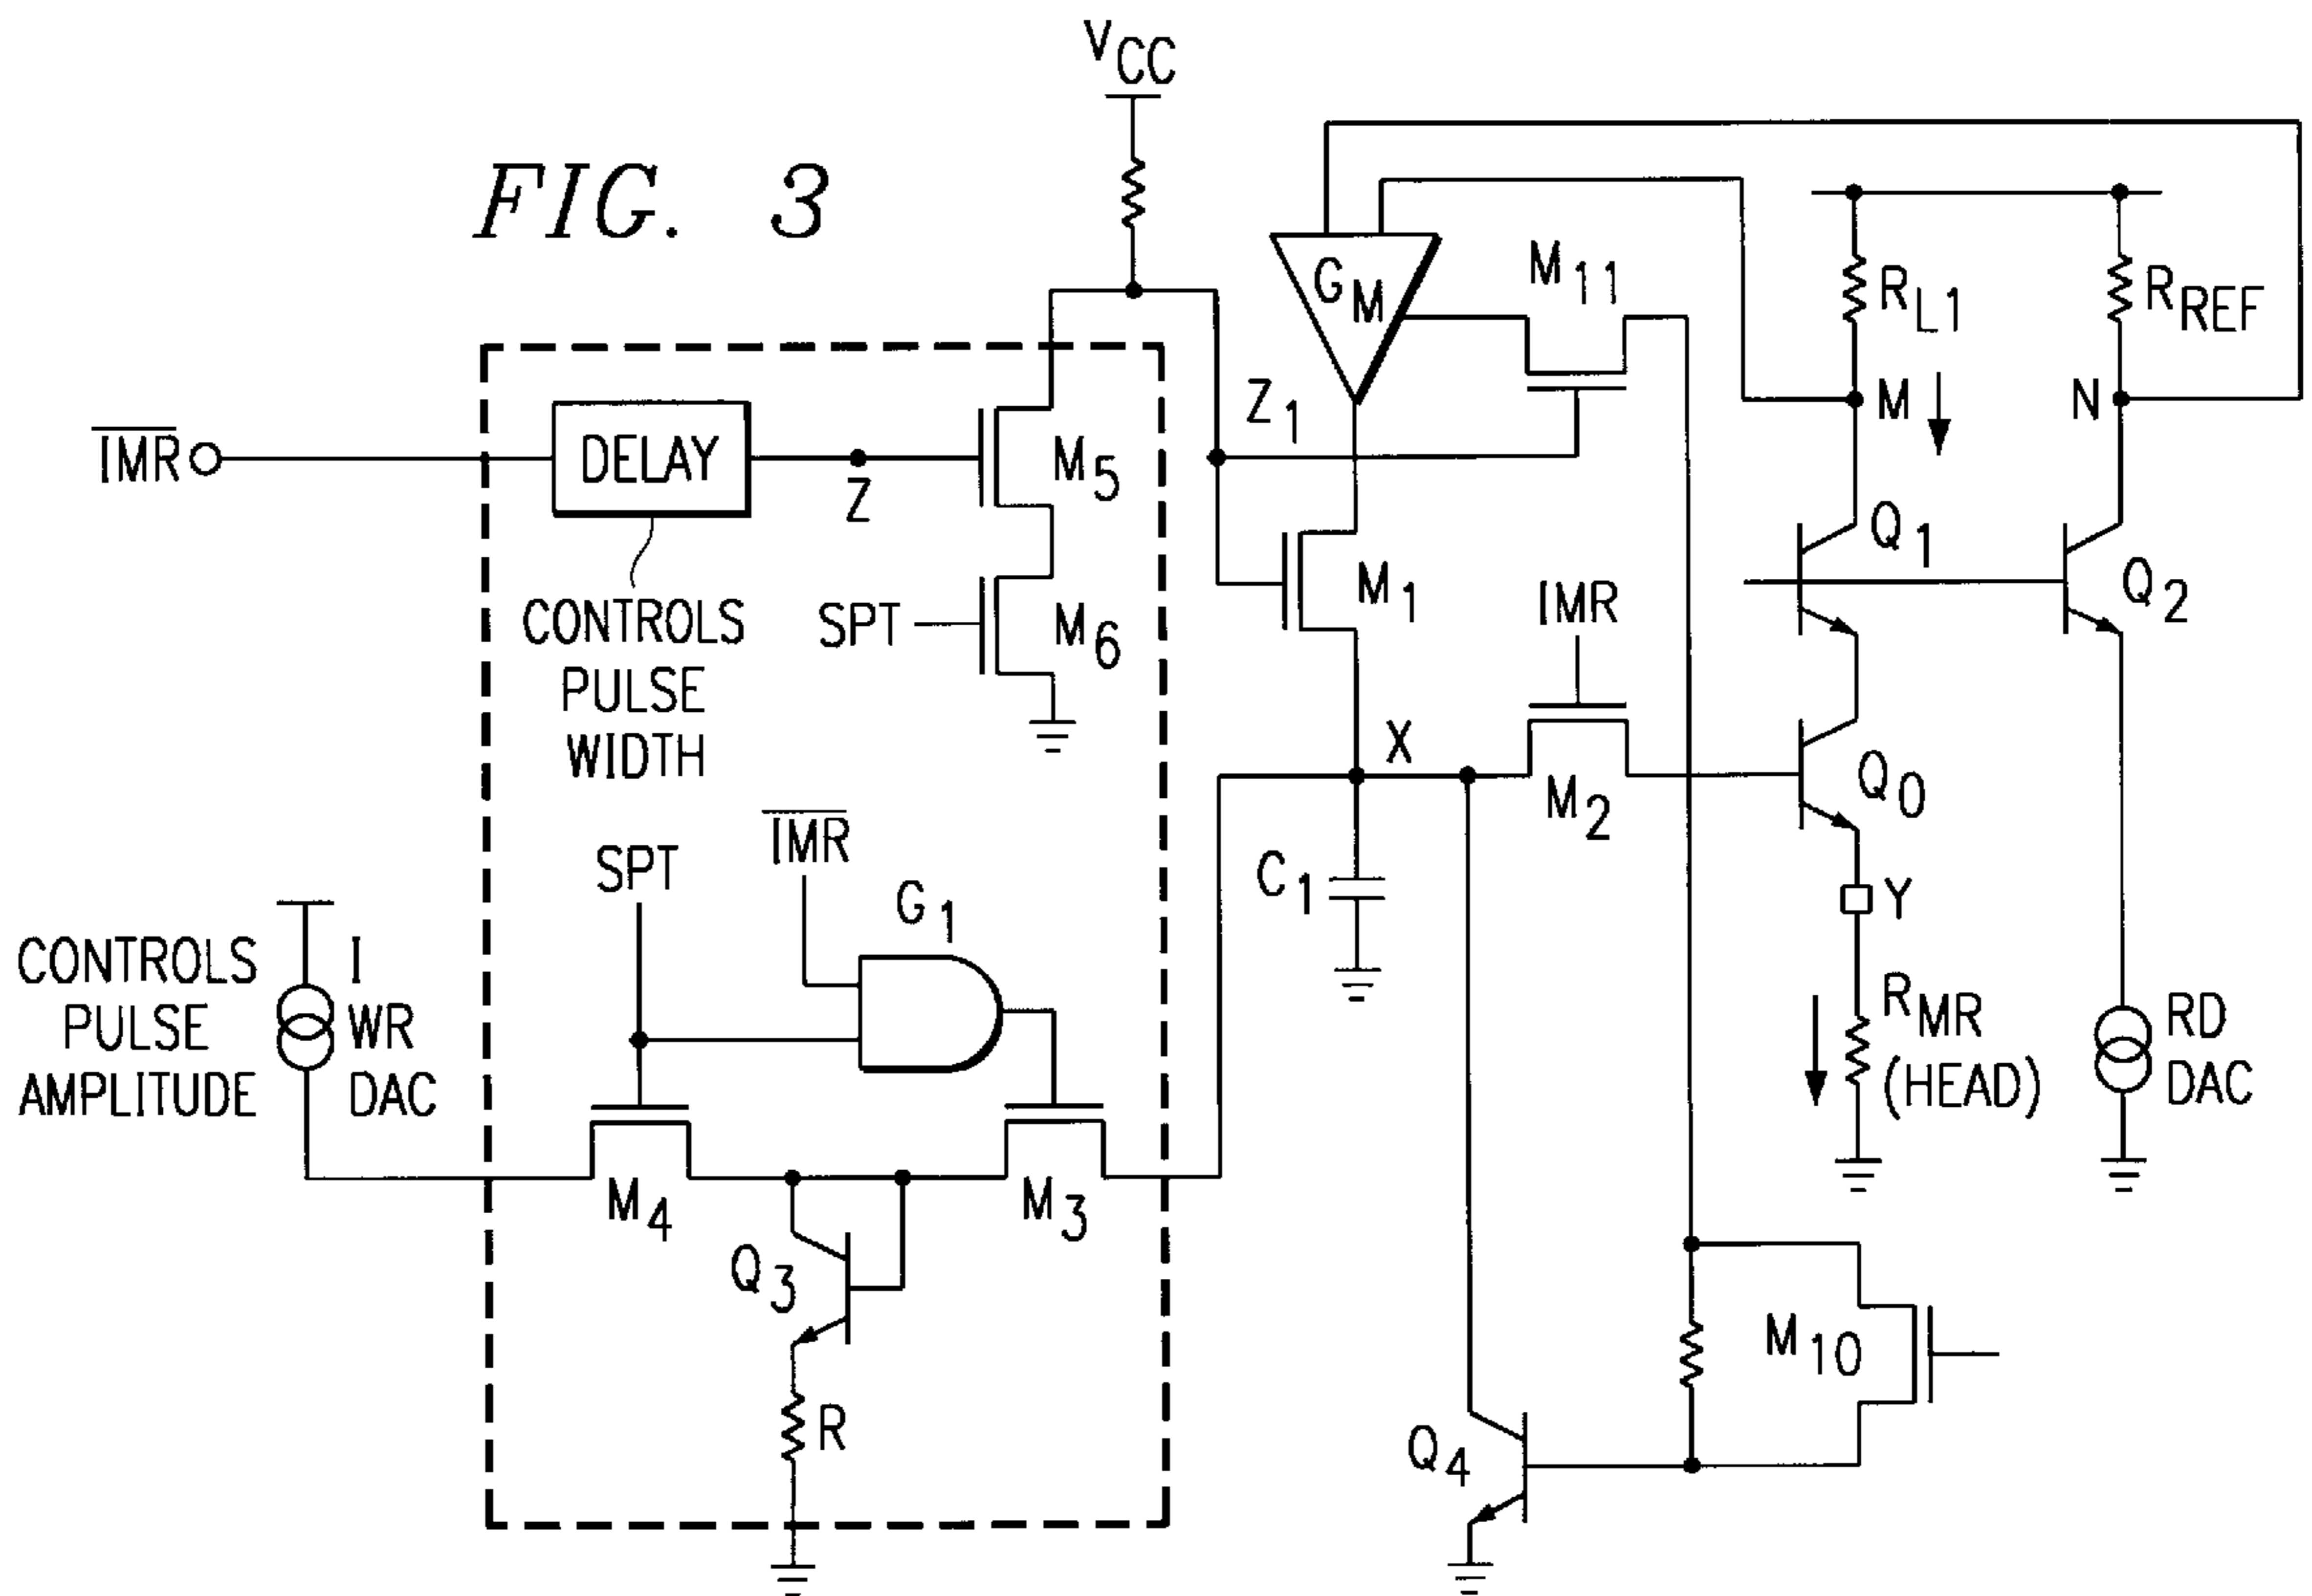 FIG. 3
VCC
GM
M11
RL1
RREF
M
N
Z1
IMR
DELAY
Z
M5
CONTROLS
PULSE
WIDTH
SPT
M6
M1
IMR
Q1
Q2
X
M2
Q0
C1
Y
RMR
(HEAD)
RD
DAC
SPT
IMR
G1
CONTROLS
PULSE
AMPLITUDE
I
WR
DAC
M4
M3
Q3
R
M10
Q4